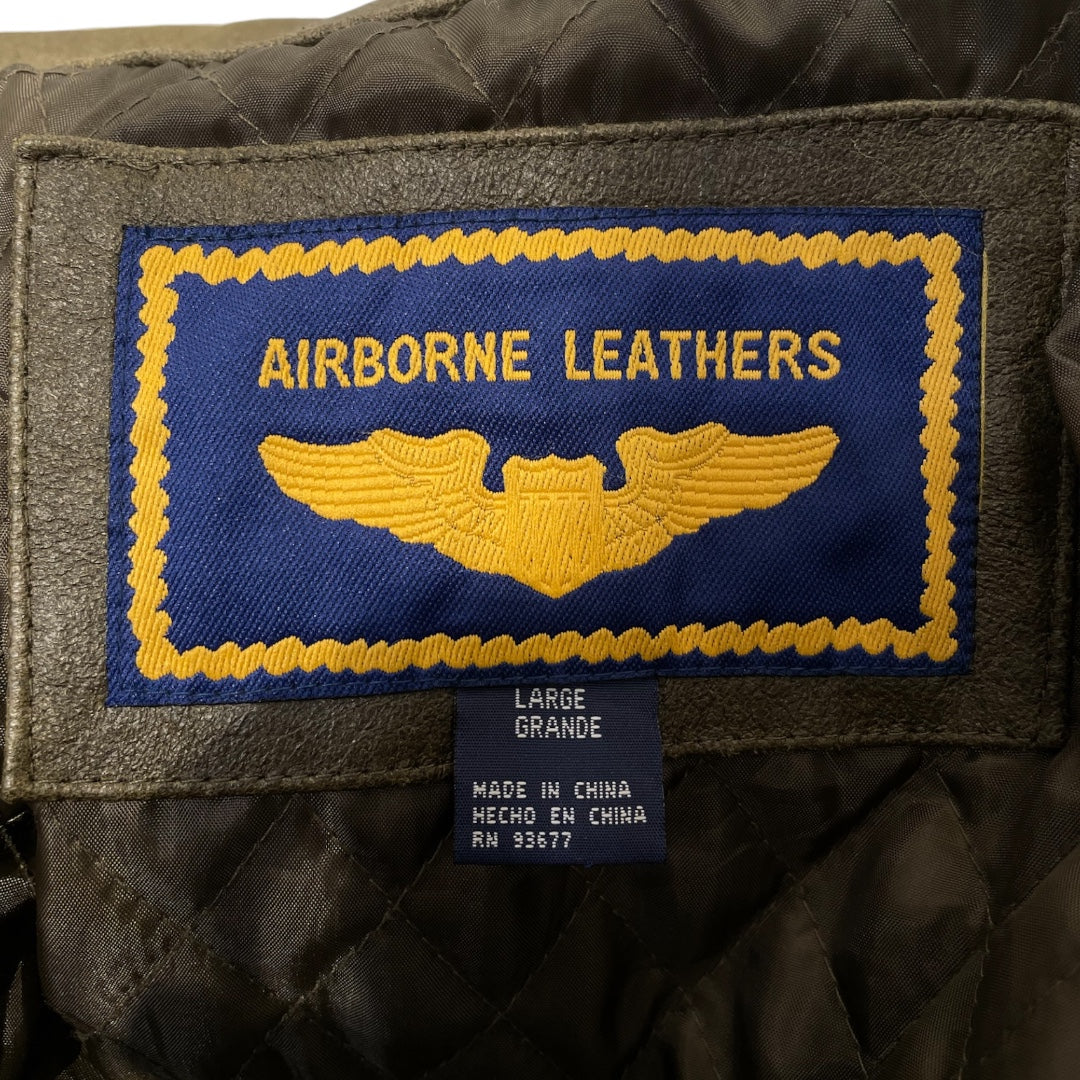 AIRBORNE LEATHERS
LARGE
GRANDE
MADE IN CHINA
HECHO EN CHINA
RN 93677